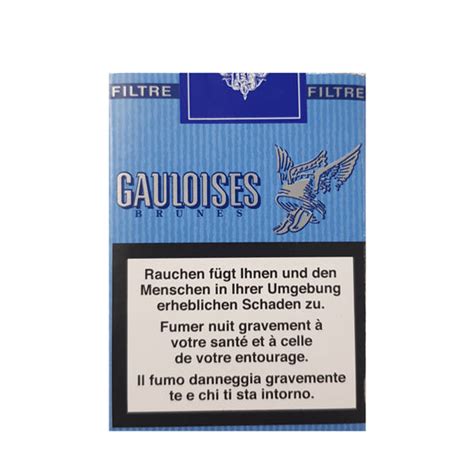 FILTRE FILTRE
GAULOISES
BRUNES
Rauchen fügt Ihnen und den
Menschen in Ihrer Umgebung
erheblichen Schaden zu.
Fumer nuit gravement à
votre santé et à celle
de votre entourage.
Il fumo danneggia gravemente
te e chi ti sta intorno.